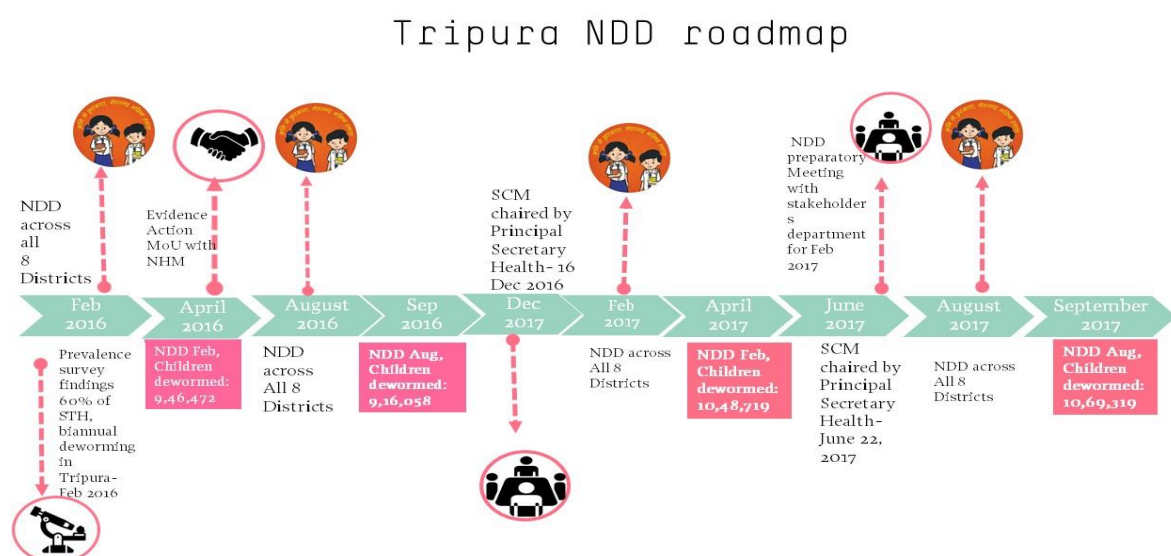 Tripura NDD roadmap
NDD
across
all
8
Districts
Evidence
Action
MoU with
NHM
SCM
chaired by
Principal
Secretary
Health- 16
Dec 2016
NDD
preparatory
Meeting
with
stakeholder
s
department
for Feb
2017
Feb
2016
April
2016
August
2016
Sep
2016
Dec
2017
Feb
2017
April
2017
June
2017
August
2017
September
2017
Prevalence
survey
findings
60% of
STH,
biannual
deworming
in
Tripura-
Feb 2016
NDD Feb,
Children
dewormed:
9,46,472
NDD
across
All 8
Districts
NDD Aug,
Children
dewormed:
9,16,058
NDD across
All 8
Districts
NDD Feb,
Children
dewormed:
10,48,719
SCM
chaired by
Principal
Secretary
Health-
June 22,
2017
NDD across
All 8
Districts
NDD Aug,
Children
dewormed:
10,69,319